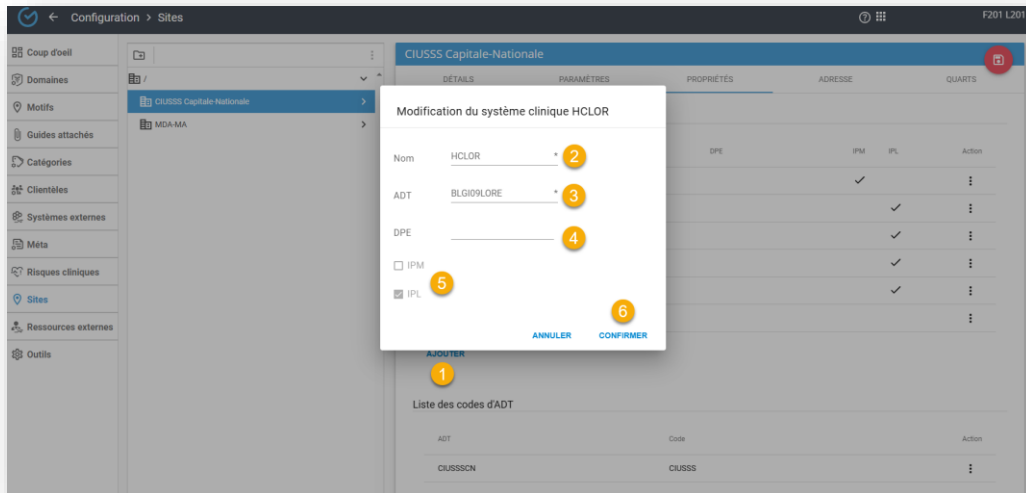 Configuration > Sites
F201 L201
Coup d'oeil
Domaines
Motifs
Guides attachés
Catégories
Clientèles
Systèmes externes
Méta
Risques cliniques
Sites
Ressources externes
Outils
/
CIUSSS Capitale-Nationale
MDA-MA
CIUSSS Capitale-Nationale
DÉTAILS PARAMÈTRES PROPRIÉTÉS ADRESSE QUARTS
DPE IPM IPL Action
Modification du système clinique HCLOR
Nom HCLOR * 2
ADT BLGI09LORE * 3
DPE 4
IPM
5
IPL
6
ANNULER CONFIRMER
AJOUTER
1
Liste des codes d'ADT
ADT Code Action
CIUSSSCN CIUSSS